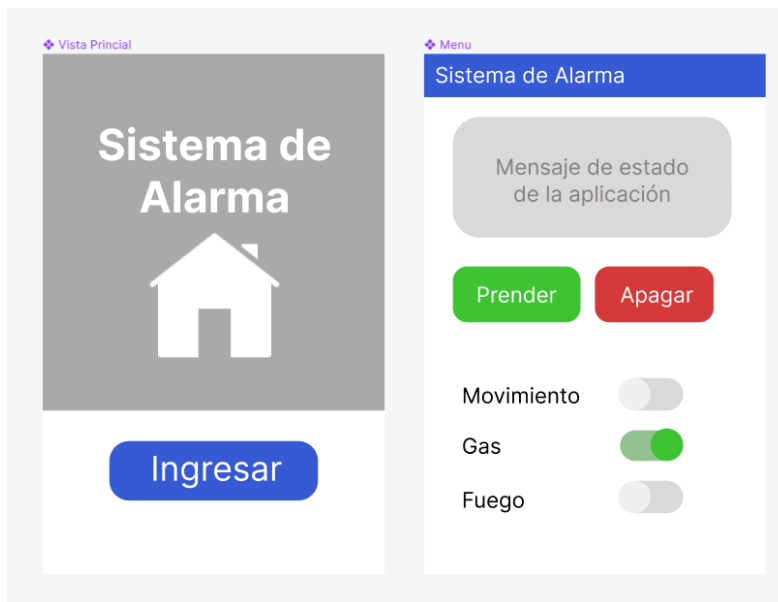 Vista Princial
Sistema de
Alarma
Ingresar
Menu
Sistema de Alarma
Mensaje de estado
de la aplicación
Prender
Apagar
Movimiento
Gas
Fuego